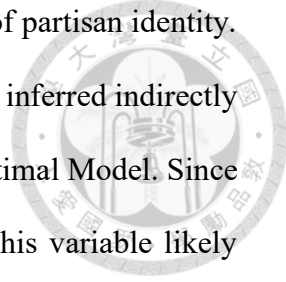 of partisan identity.
inferred indirectly
timal Model. Since
his variable likely